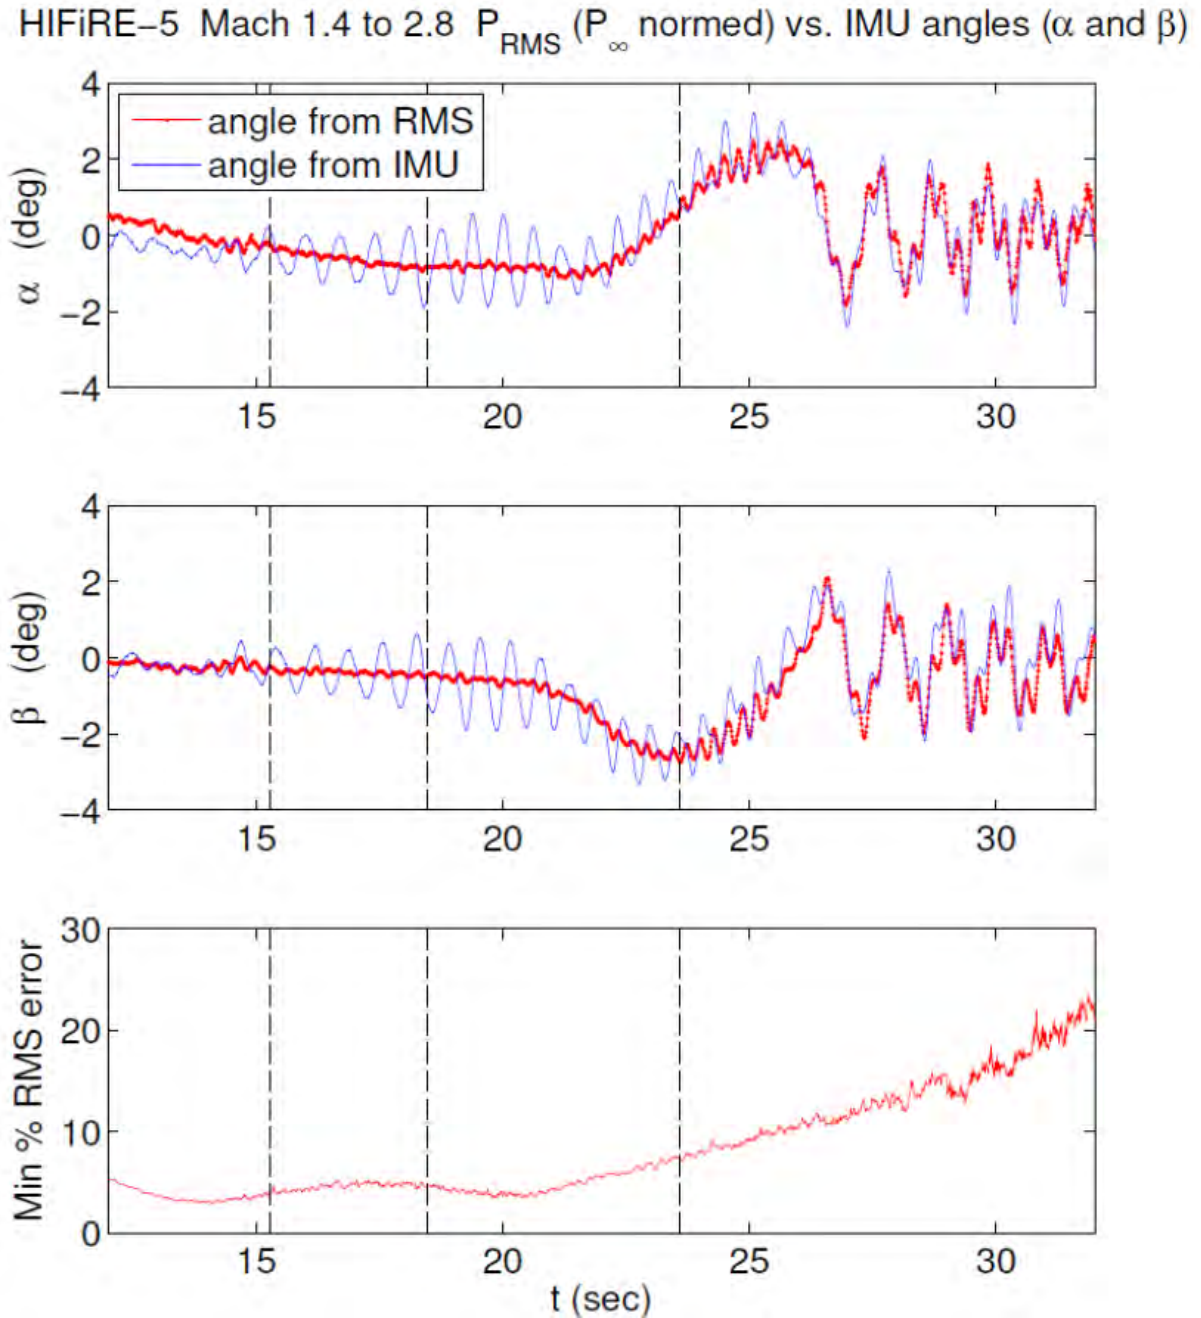 HIFiRE−5 Mach 1.4 to 2.8 P_RMS (P_∞ normed) vs. IMU angles (α and β)
4
2
0
−2
−4
α (deg)
angle from RMS
angle from IMU
15 20 25 30
4
2
0
−2
−4
β (deg)
15 20 25 30
30
20
10
0
Min % RMS error
15 20 25 30
t (sec)